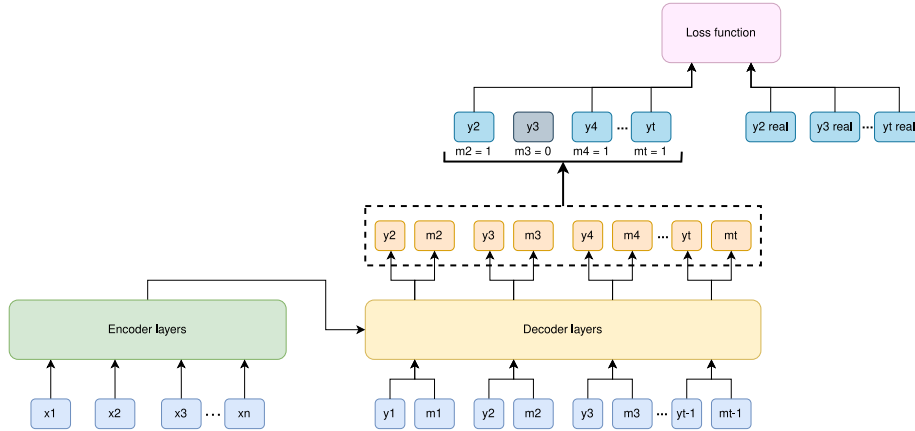 Loss function
y2 y3 y4 ... yt
y2 real y3 real ... yt real
m2 = 1 m3 = 0 m4 = 1 mt = 1
y2 m2 y3 m3 y4 m4 ... yt mt
Encoder layers
Decoder layers
x1 x2 x3 ... xn
y1 m1 y2 m2 y3 m3 ... yt-1 mt-1